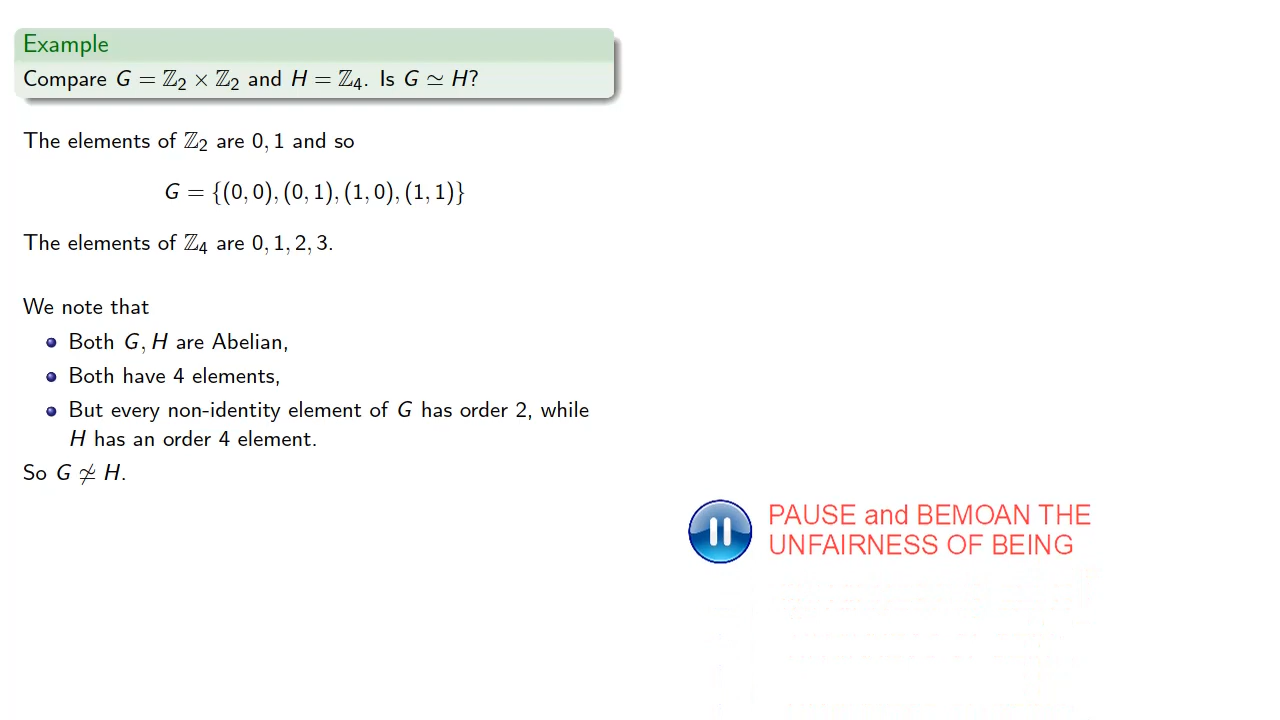 Example
Compare G = ℤ₂ × ℤ₂ and H = ℤ₄. Is G ≃ H?
The elements of ℤ₂ are 0, 1 and so
G = {(0, 0), (0, 1), (1, 0), (1, 1)}
The elements of ℤ₄ are 0, 1, 2, 3.
We note that
Both G, H are Abelian,
Both have 4 elements,
But every non-identity element of G has order 2, while
H has an order 4 element.
So G ≄ H.
PAUSE and BEMOAN THE
UNFAIRNESS OF BEING